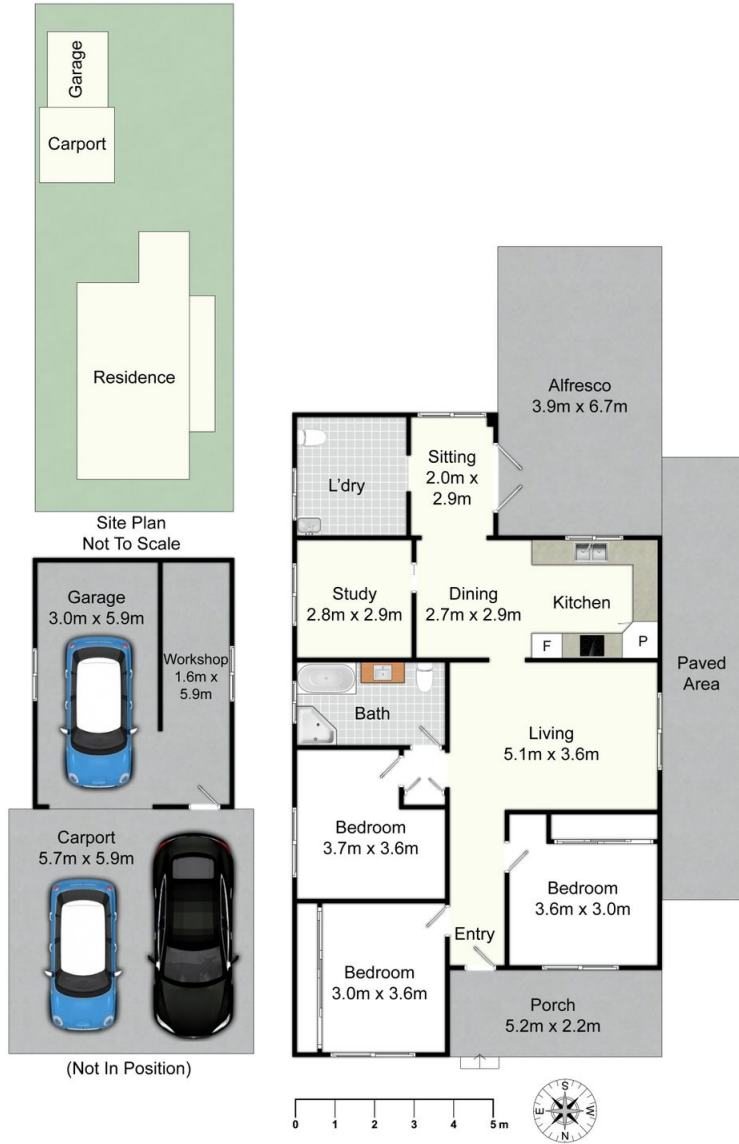 Garage
Carport
Residence
Site Plan
Not To Scale
Garage
3.0m x 5.9m
Workshop
1.6m x
5.9m
Carport
5.7m x 5.9m
(Not In Position)
Alfresco
3.9m x 6.7m
Sitting
2.0m x
2.9m
L'dry
Study
2.8m x 2.9m
Dining
2.7m x 2.9m
Kitchen
F
P
Paved
Area
Bath
Living
5.1m x 3.6m
Bedroom
3.7m x 3.6m
Bedroom
3.6m x 3.0m
Entry
Bedroom
3.0m x 3.6m
Porch
5.2m x 2.2m
0 1 2 3 4 5 m
S
E W
N